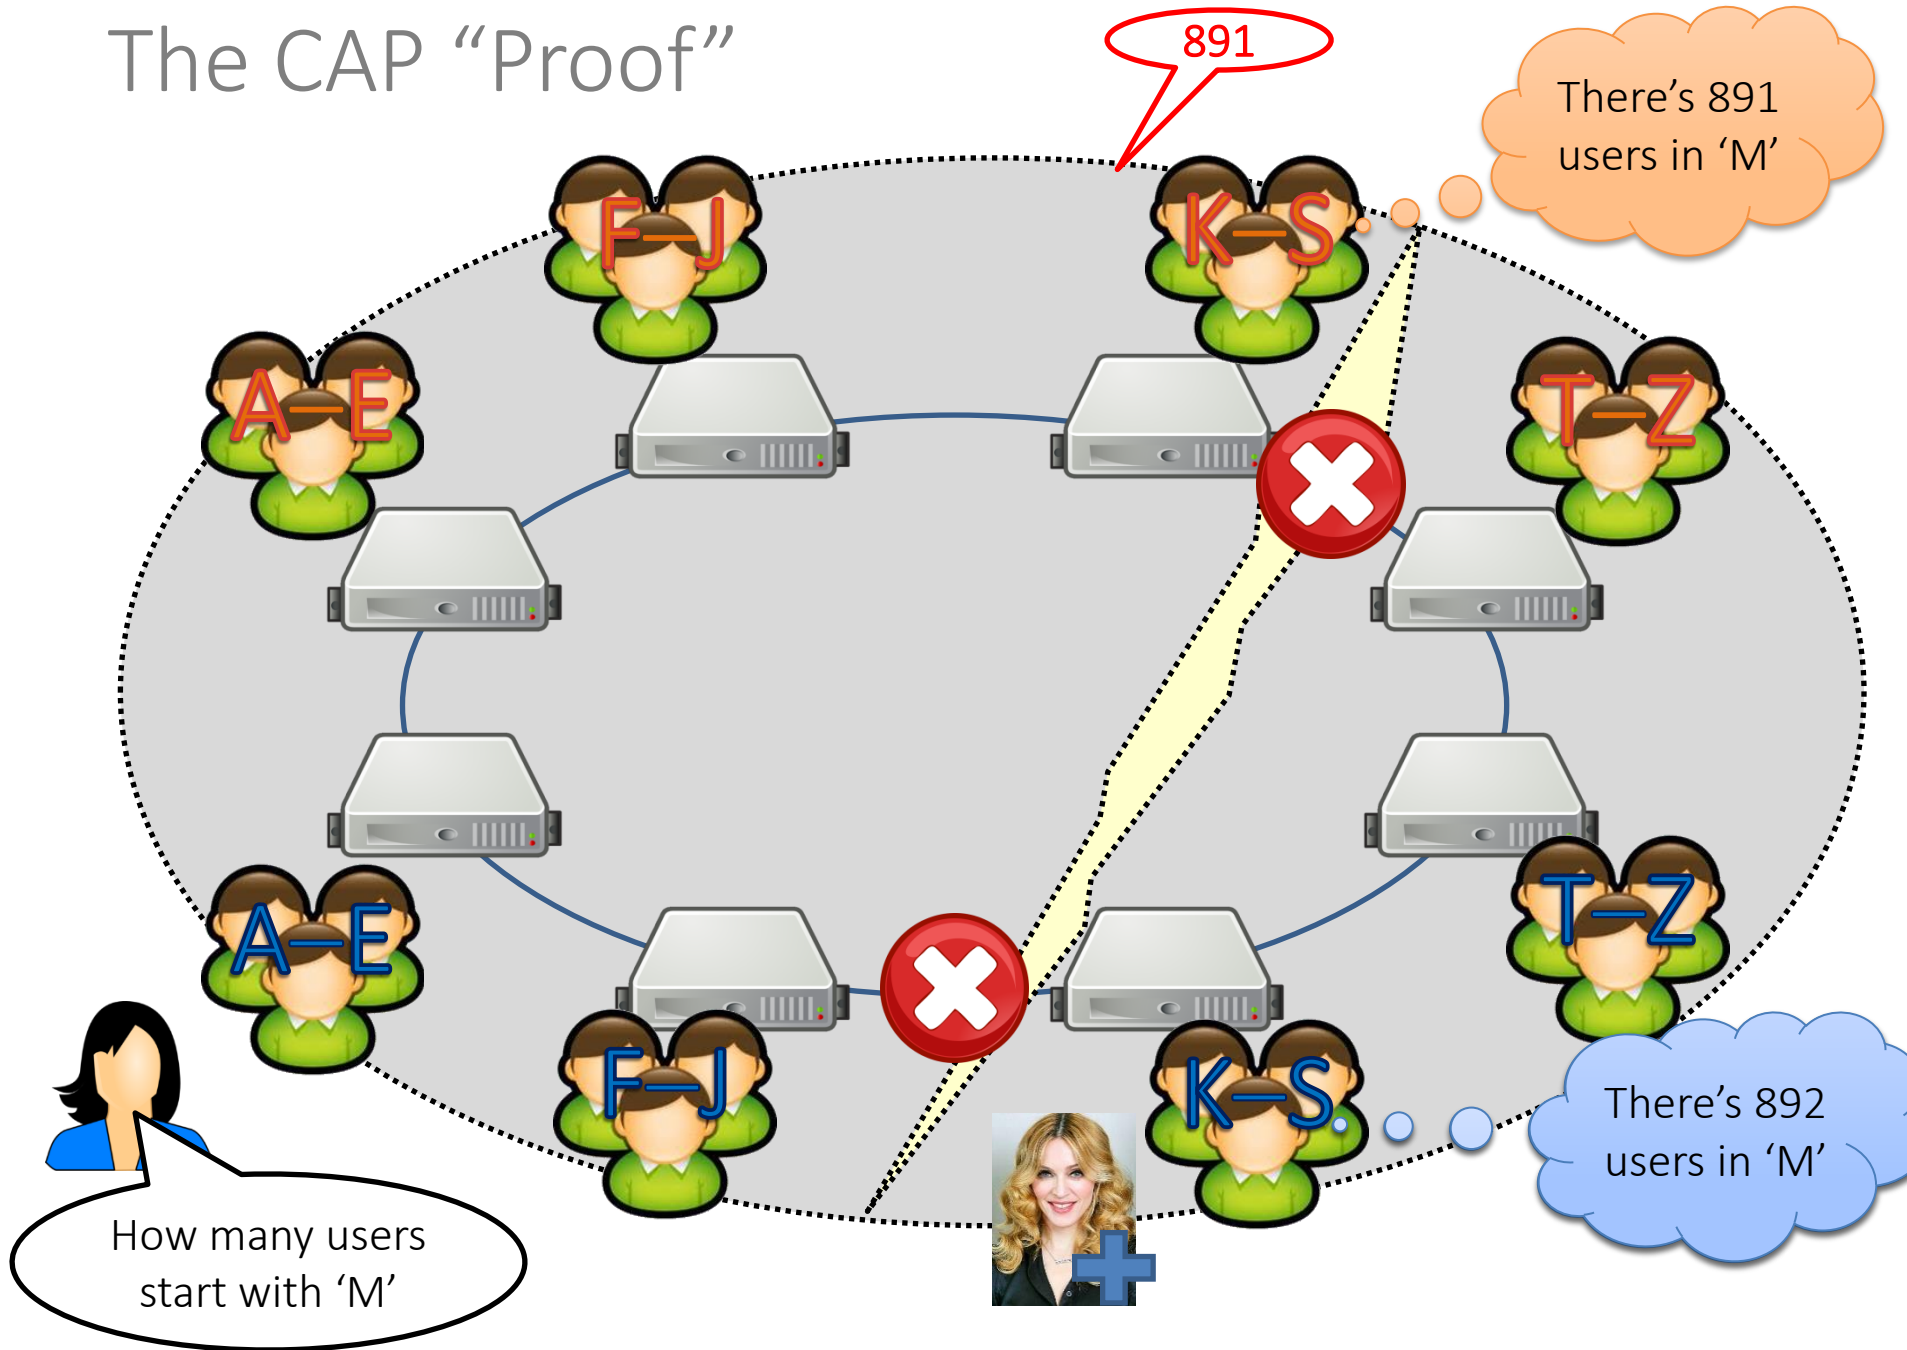 The CAP “Proof”
891
There’s 891
users in ‘M’
F–J
K–S
A–E
T–Z
A–E
T–Z
F–J
K–S
There’s 892
users in ‘M’
How many users
start with ‘M’